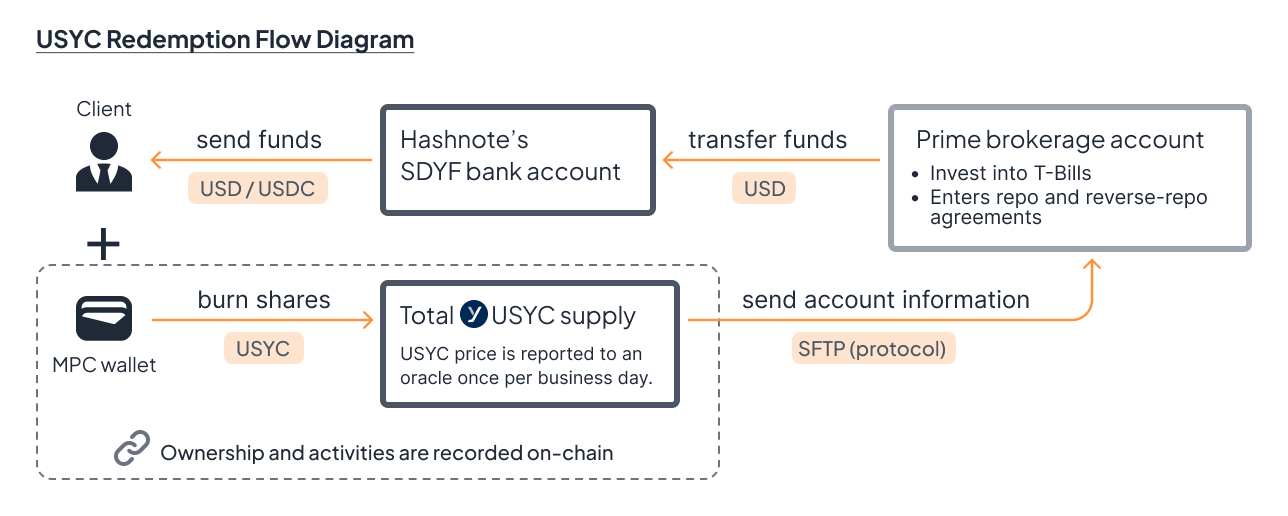 USYC Redemption Flow Diagram
Client
send funds
USD / USDC
Hashnote’s
SDYF bank account
transfer funds
USD
Prime brokerage account
• Invest into T-Bills
• Enters repo and reverse-repo
agreements
MPC wallet
burn shares
USYC
Total USYC supply
USYC price is reported to an
oracle once per business day.
send account information
SFTP (protocol)
Ownership and activities are recorded on-chain